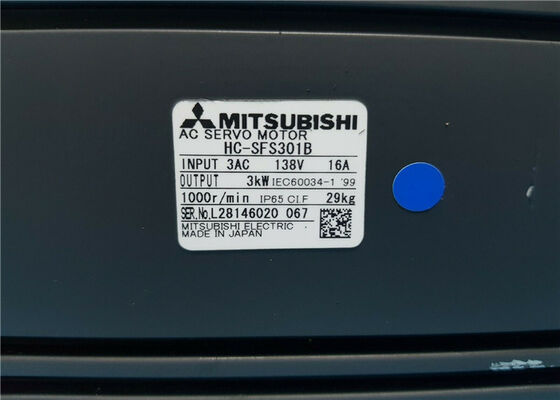 MITSUBISHI
AC SERVO MOTOR
HC-SFS301B
INPUT 3AC 138V 16A
OUTPUT 3kW IEC60034-1 '99
1000r/min IP65 CI.F 29kg
SER.No.L28146020 067
MITSUBISHI ELECTRIC
MADE IN JAPAN